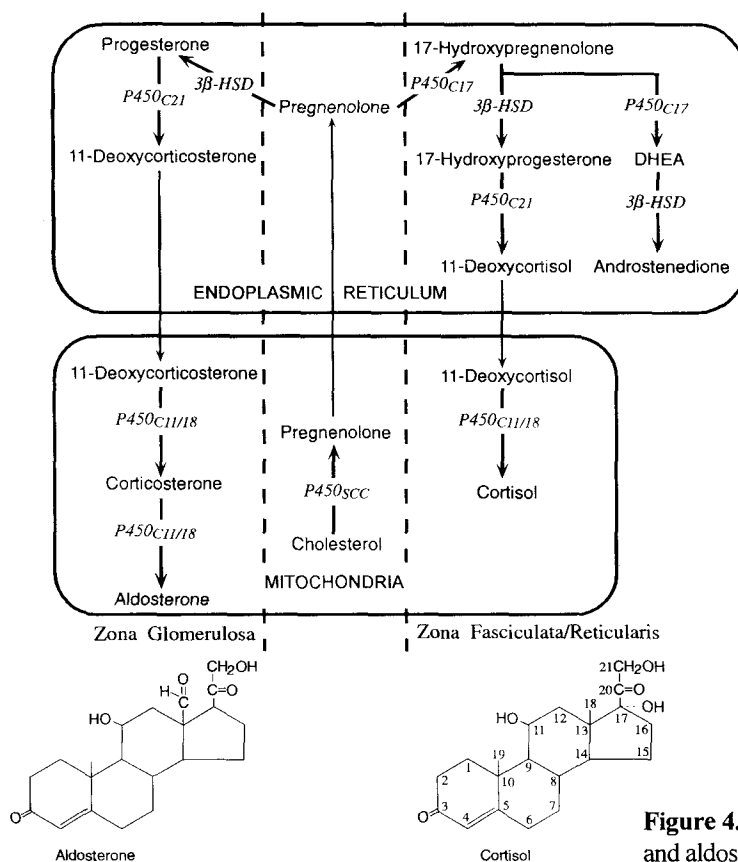 Progesterone
17-Hydroxypregnenolone
P450C21
3β-HSD
Pregnenolone
P450C17
3β-HSD
P450C17
11-Deoxycorticosterone
17-Hydroxyprogesterone
DHEA
P450C21
3β-HSD
11-Deoxycortisol
Androstenedione
ENDOPLASMIC RETICULUM
11-Deoxycorticosterone
11-Deoxycortisol
P450C11/18
P450C11/18
Pregnenolone
Corticosterone
P450SCC
Cortisol
P450C11/18
Cholesterol
MITOCHONDRIA
Aldosterone
Zona Glomerulosa
Zona Fasciculata/Reticularis
CH2OH
O
C=O
H
C
HO
O
Aldosterone
21CH2OH
20C=O
18
17
OH
12
HO
11
13
16
19
14
15
1
9
2
10
8
3
5
7
O
4
6
Cortisol
Figure 4.
and aldos